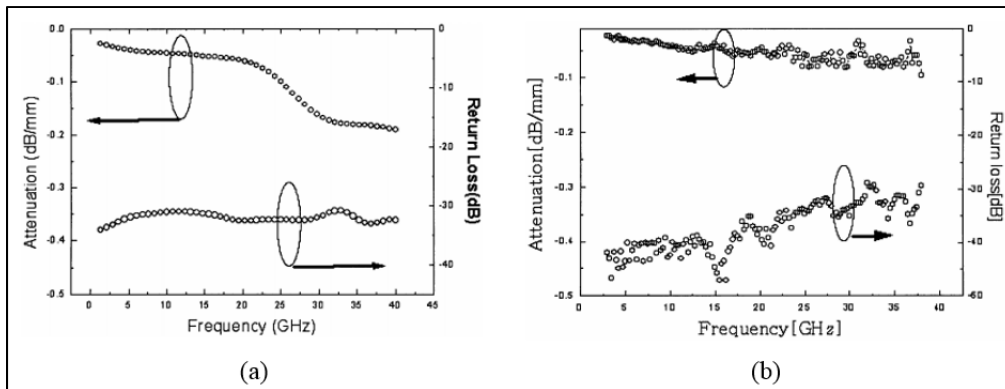 0.0
-0.1
-0.2
-0.3
-0.4
-0.5
Attenuation (dB/mm)
0
-10
-20
-30
-40
Return Loss(dB)
0 5 10 15 20 25 30 35 40 45
Frequency (GHz)
(a)
-0.1
-0.2
-0.3
-0.4
-0.5
Attenuation[dB/mm]
0
-10
-20
-30
-40
-50
-60
Return loss[dB]
5 10 15 20 25 30 35 40
Frequency[GHz]
(b)